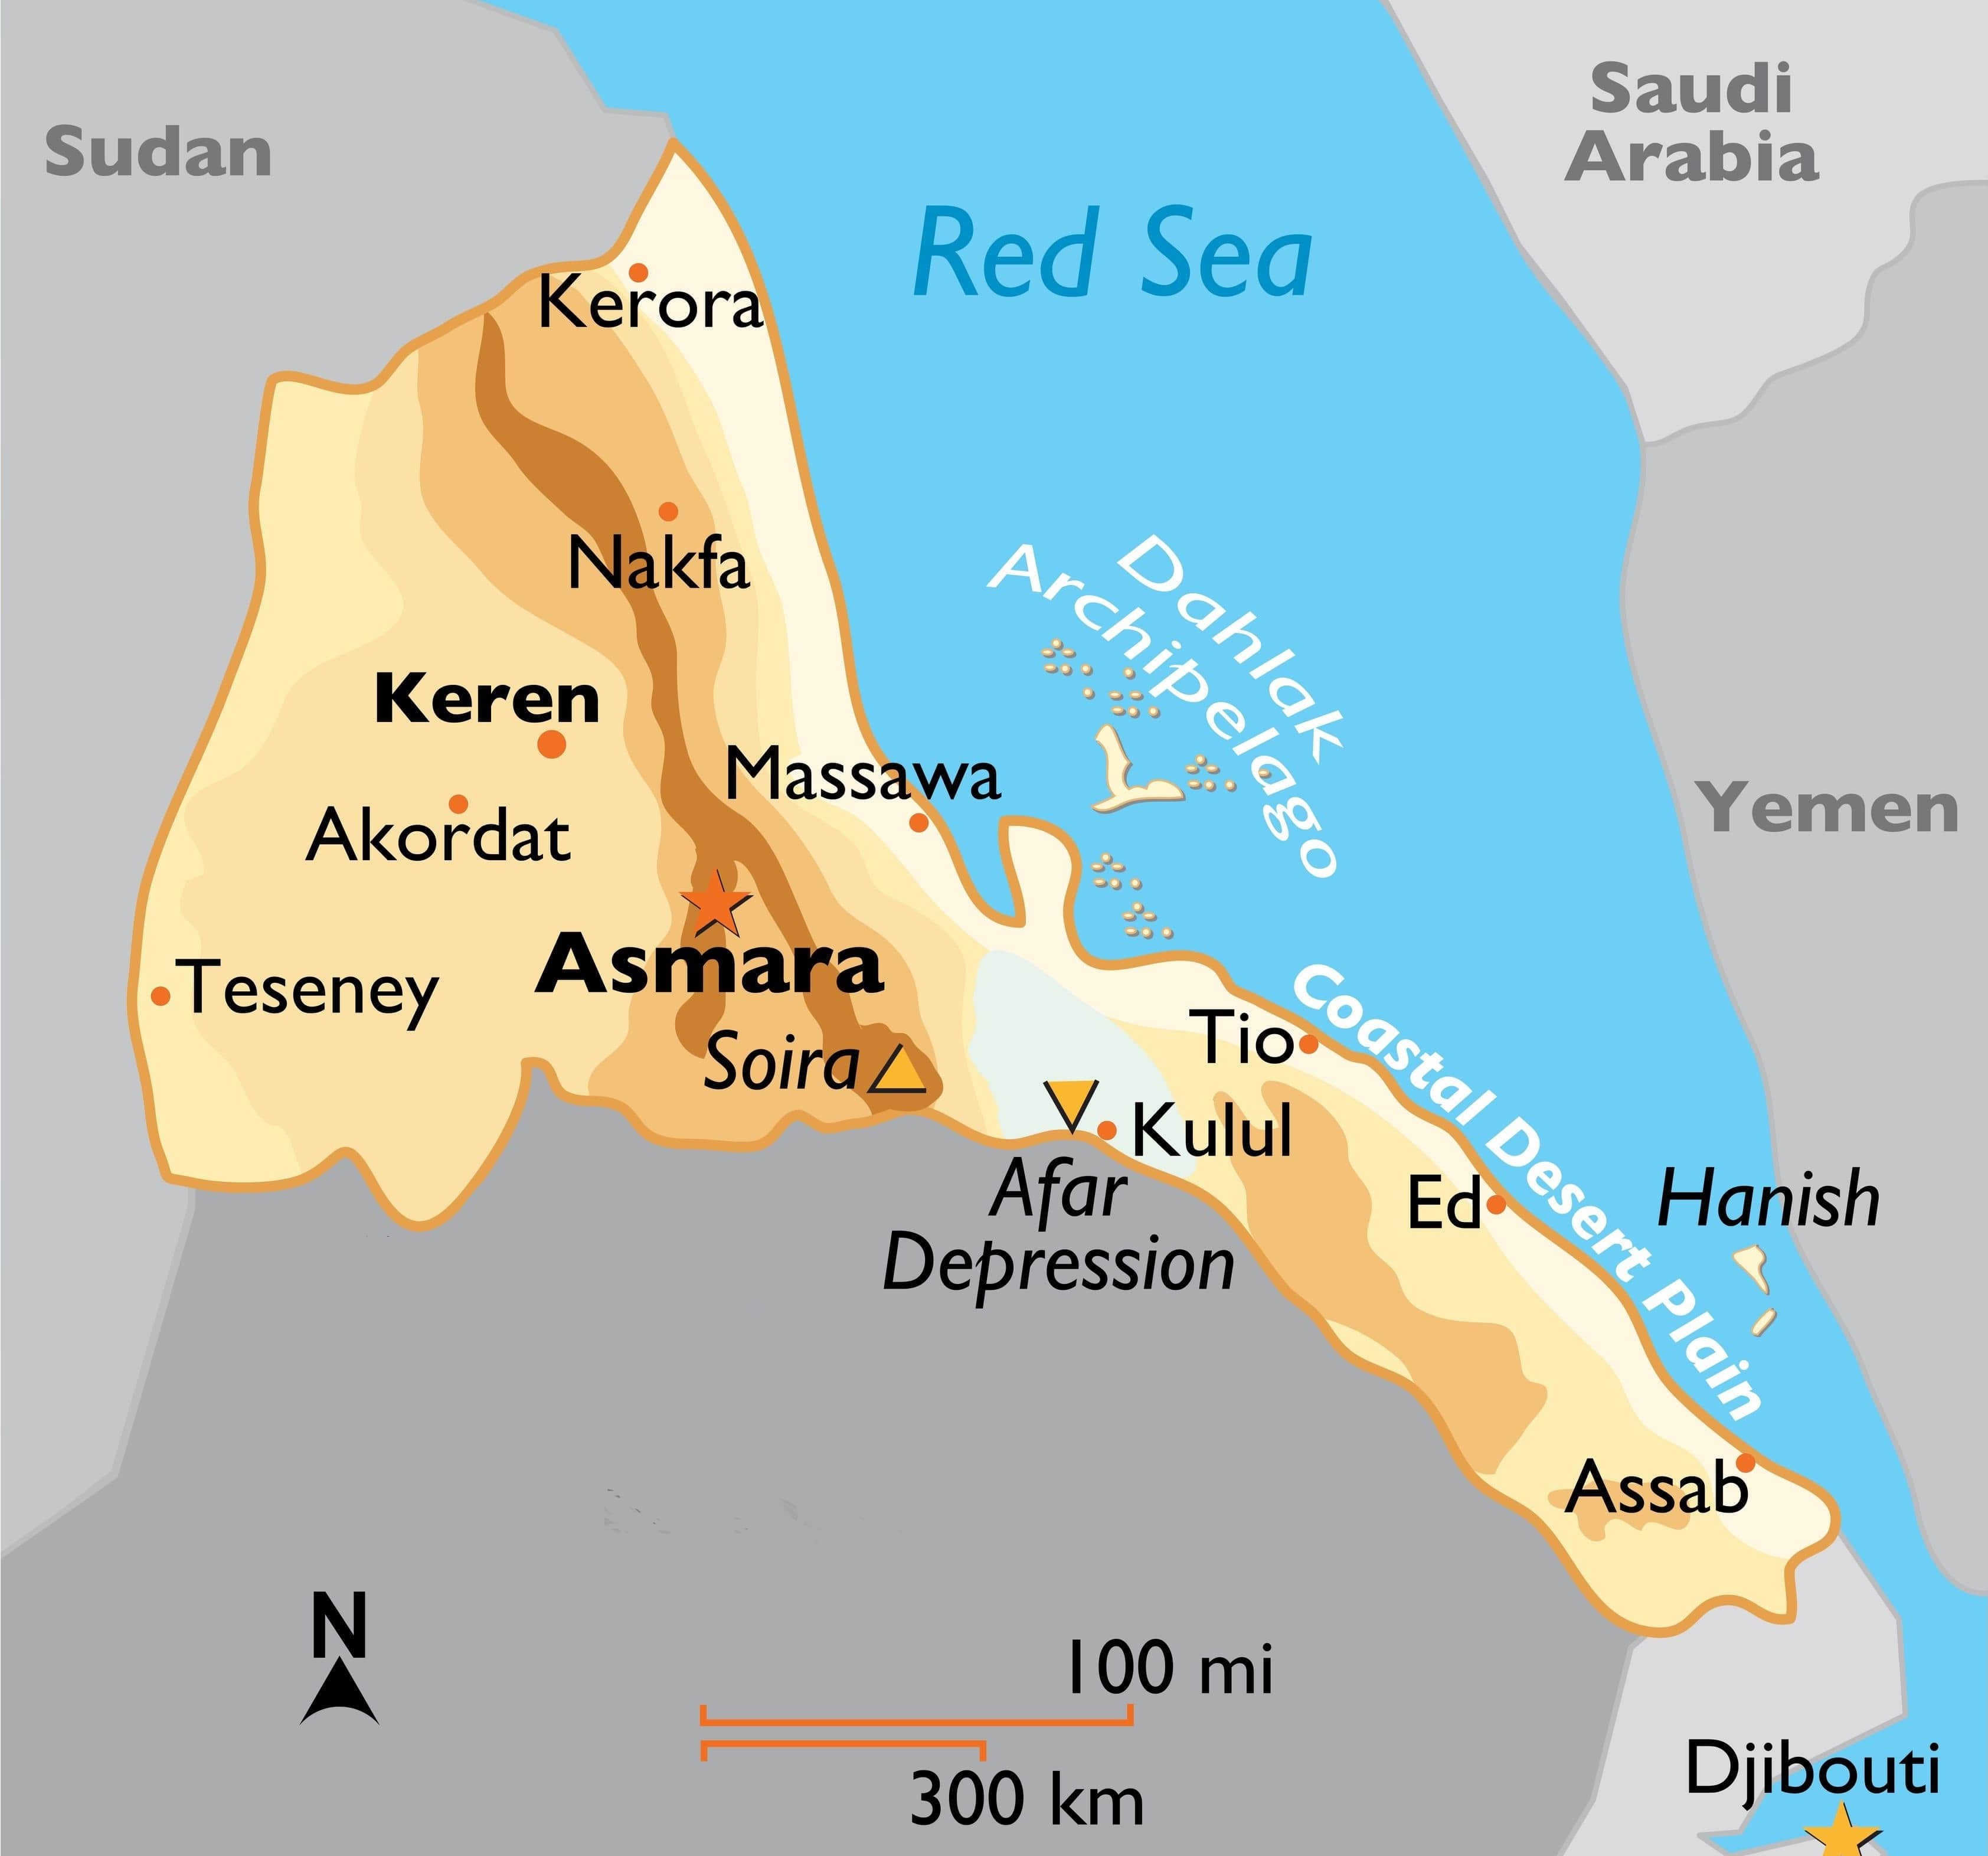 Sudan
Saudi
Arabia
Red Sea
Kerora
Nakfa
Dahlak
Archipelago
Keren
Massawa
Akordat
Yemen
Asmara
Teseney
Soira
Coastal Desert Plain
Tio
Kulul
Afar
Depression
Ed
Hanish
Assab
N
100 mi
300 km
Djibouti